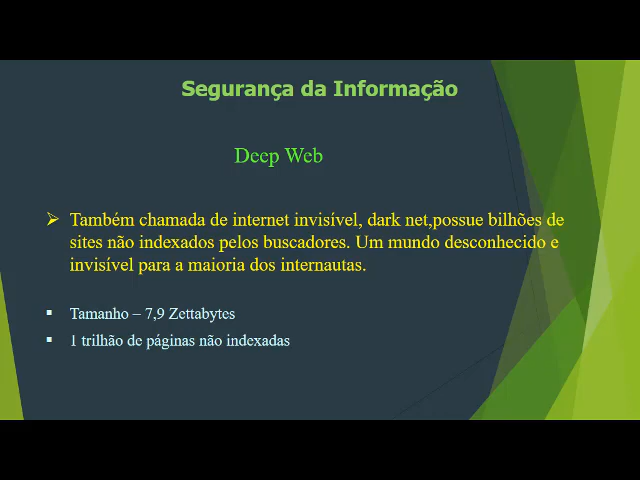 Segurança da Informação
Deep Web
Também chamada de internet invisível, dark net,possue bilhões de
sites não indexados pelos buscadores. Um mundo desconhecido e
invisível para a maioria dos internautas.
Tamanho – 7,9 Zettabytes
1 trilhão de páginas não indexadas